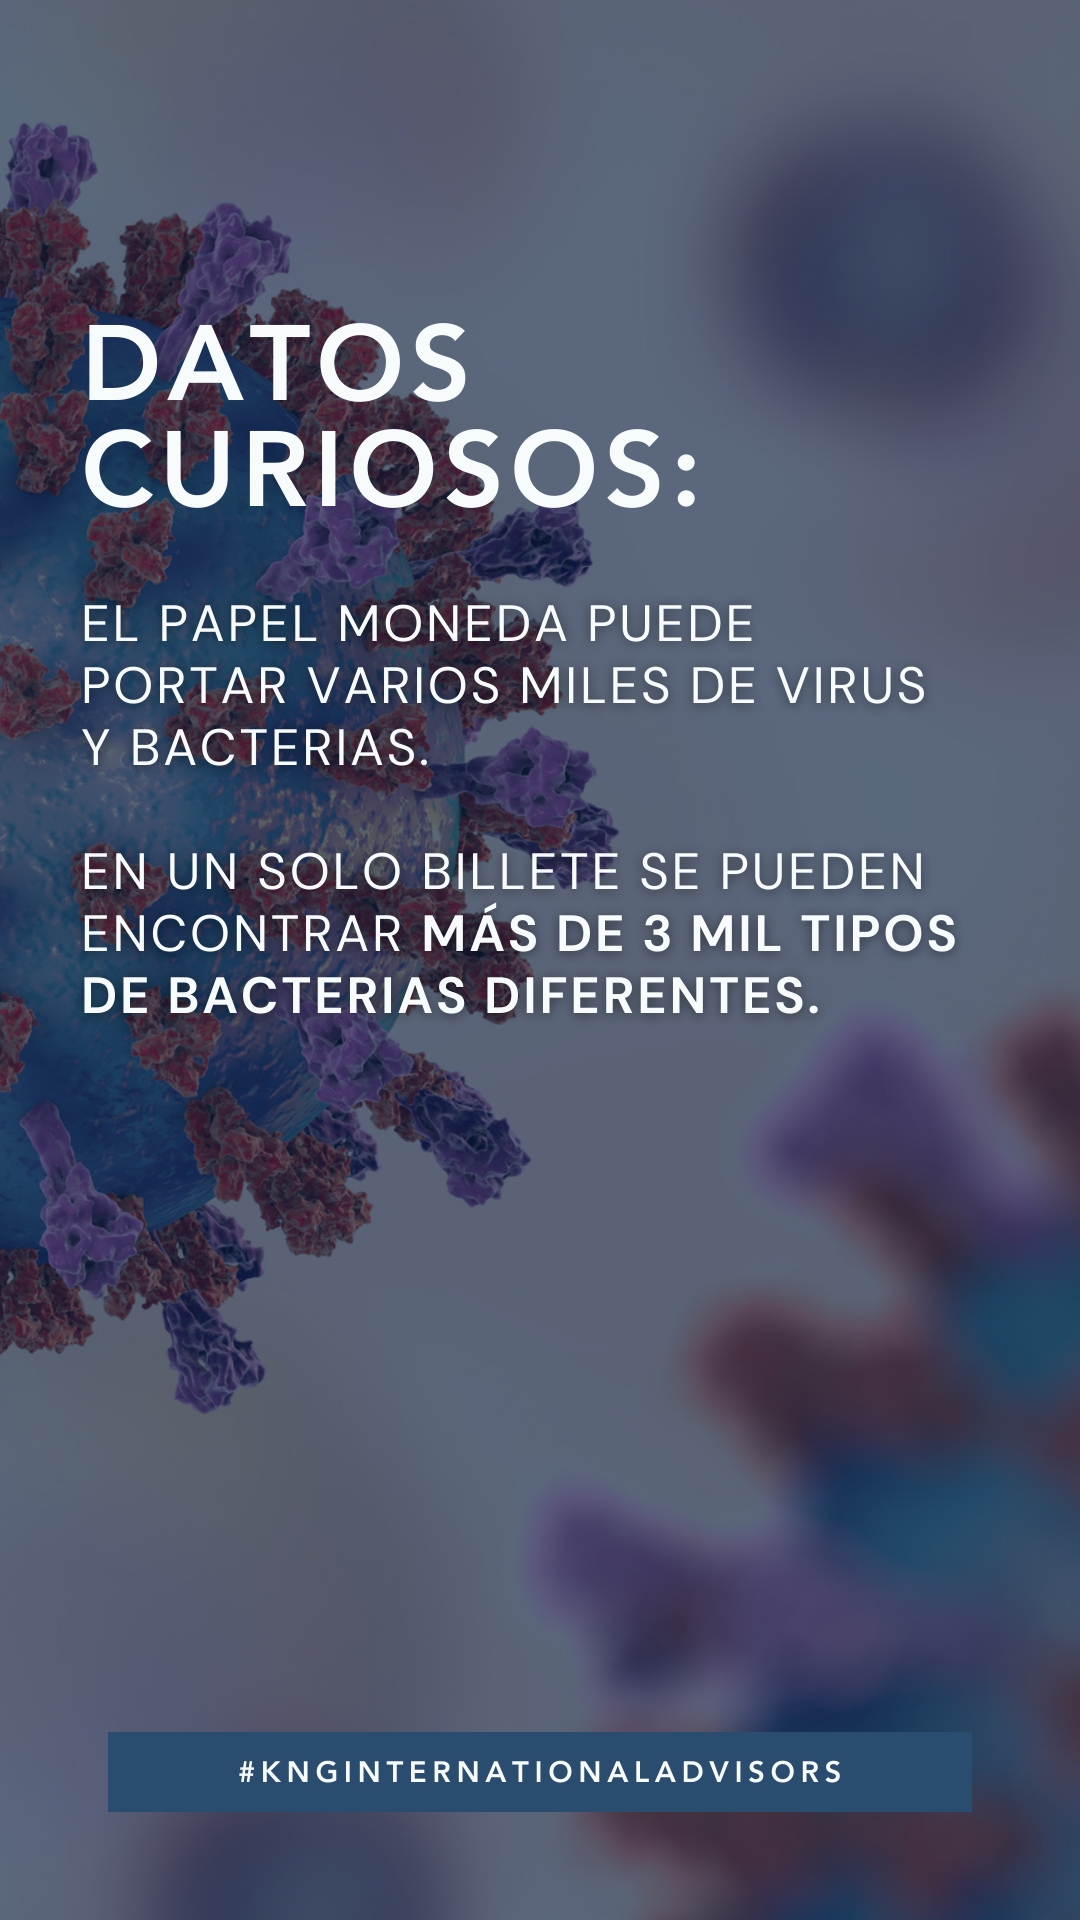 DATOS
CURIOSOS:
EL PAPEL MONEDA PUEDE
PORTAR VARIOS MILES DE VIRUS
Y BACTERIAS.
EN UN SOLO BILLETE SE PUEDEN
ENCONTRAR MÁS DE 3 MIL TIPOS
DE BACTERIAS DIFERENTES.
#KNGINTERNATIONALADVISORS